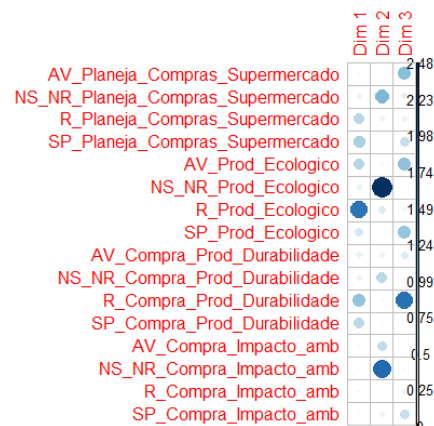 Dim 1
Dim 2
Dim 3
AV_Planeja_Compras_Supermercado
NS_NR_Planeja_Compras_Supermercado
R_Planeja_Compras_Supermercado
SP_Planeja_Compras_Supermercado
AV_Prod_Ecologico
NS_NR_Prod_Ecologico
R_Prod_Ecologico
SP_Prod_Ecologico
AV_Compra_Prod_Durabilidade
NS_NR_Compra_Prod_Durabilidade
R_Compra_Prod_Durabilidade
SP_Compra_Prod_Durabilidade
AV_Compra_Impacto_amb
NS_NR_Compra_Impacto_amb
R_Compra_Impacto_amb
SP_Compra_Impacto_amb
2.48
2.23
1.98
1.74
1.49
1.24
0.99
0.75
0.5
0.25
0